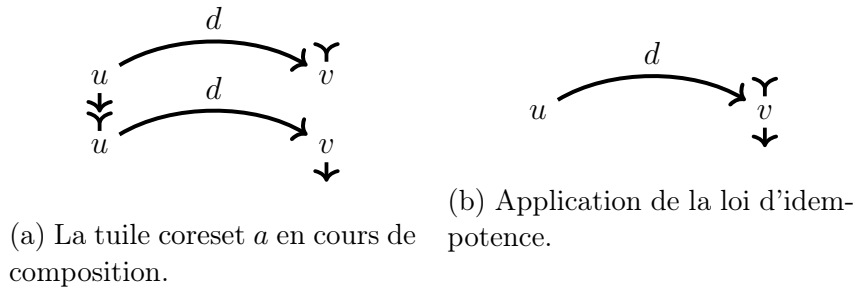 d
u
v
d
u
v
(a) La tuile coreset a en cours de
composition.
d
u
v
(b) Application de la loi d'idem-
potence.